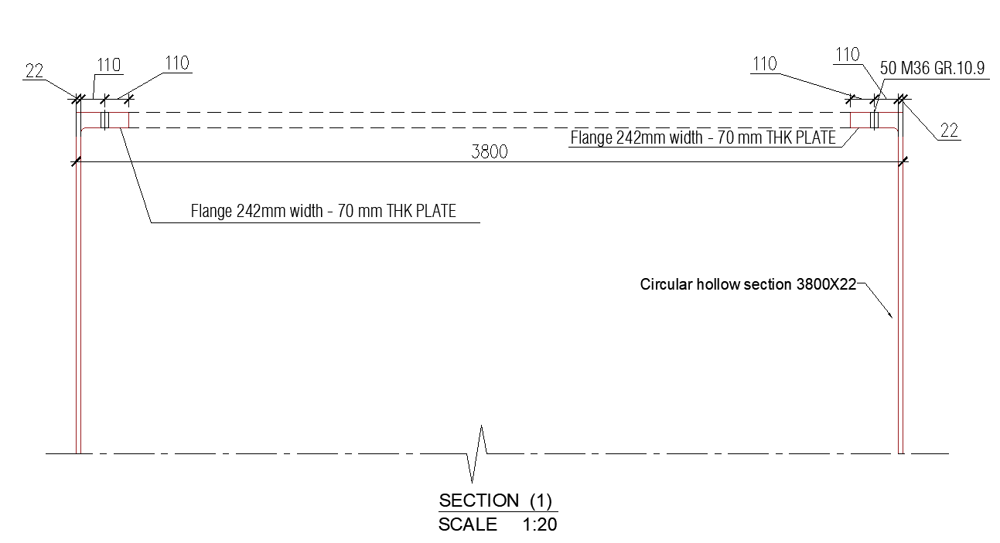 22
110
110
110
110
50 M36 GR.10.9
22
Flange 242mm width - 70 mm THK PLATE
3800
Flange 242mm width - 70 mm THK PLATE
Circular hollow section 3800X22
SECTION (1)
SCALE 1:20